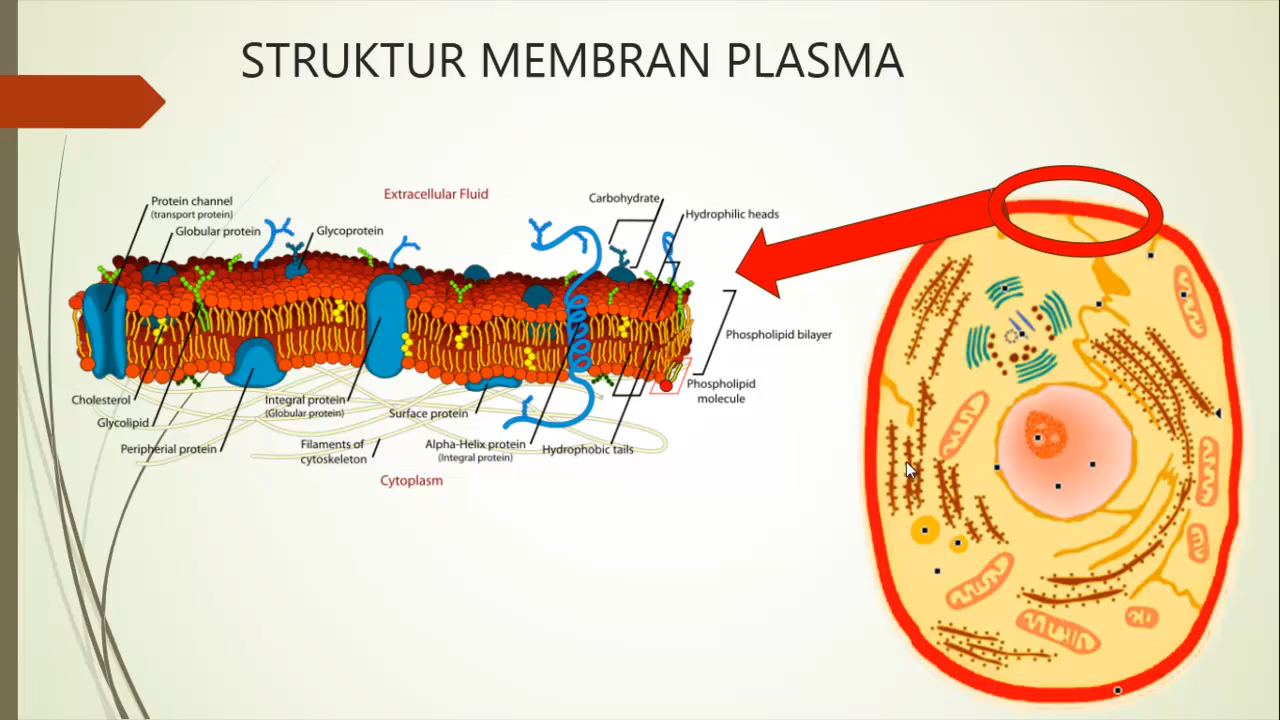 STRUKTUR MEMBRAN PLASMA
Extracellular Fluid
Protein channel
(transport protein)
Globular protein
Glycoprotein
Carbohydrate
Hydrophilic heads
Phospholipid bilayer
Phospholipid
molecule
Cholesterol
Glycolipid
Peripherial protein
Integral protein
(Globular protein)
Filaments of
cytoskeleton
Surface protein
Alpha-Helix protein
(Integral protein)
Hydrophobic tails
Cytoplasm